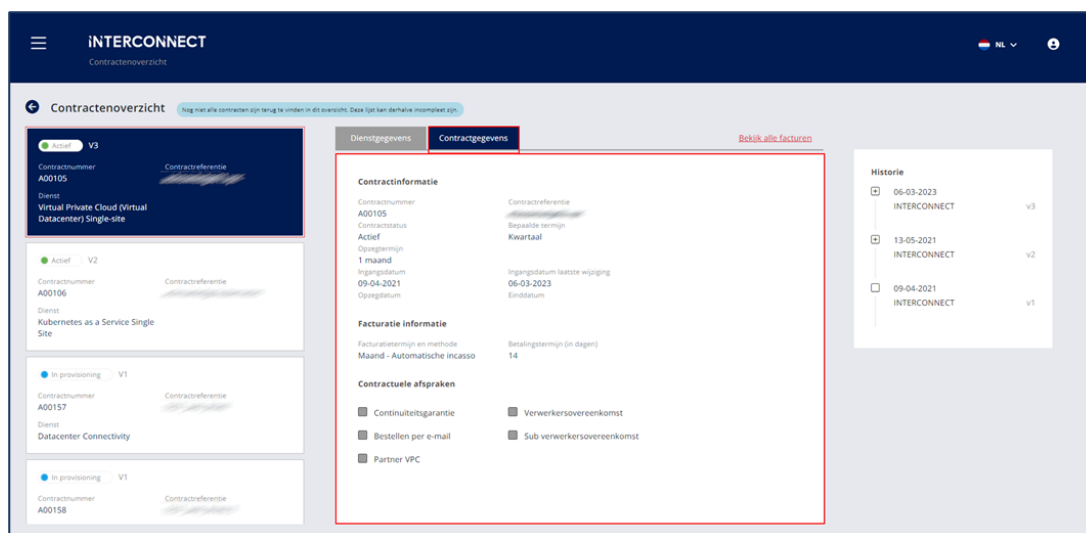 INTERCONNECT
Contractenoverzicht
NL
Contractenoverzicht
Nog niet alle contracten zijn terug te vinden in dit overzicht. Deze lijst kan derhalve incompleet zijn.
Actief V3
Contractnummer Contractreferentie
A00105
Dienst
Virtual Private Cloud (Virtual
Datacenter) Single-site
Actief V2
Contractnummer Contractreferentie
A00106
Dienst
Kubernetes as a Service Single
Site
In provisioning V1
Contractnummer Contractreferentie
A00157
Dienst
Datacenter Connectivity
In provisioning V1
Contractnummer Contractreferentie
A00158
Dienstgegevens Contractgegevens Bekijk alle facturen
Contractinformatie
Contractnummer Contractreferentie
A00105
Contractstatus Bepaalde termijn
Actief Kwartaal
Opzegtermijn
1 maand
Ingangsdatum Ingangsdatum laatste wijziging
09-04-2021 06-03-2023
Opzegdatum Einddatum
Facturatie informatie
Facturatietermijn en methode Betalingstermijn (in dagen)
Maand - Automatische incasso 14
Contractuele afspraken
Continuiteitsgarantie Verwerkersovereenkomst
Bestellen per e-mail Sub verwerkersovereenkomst
Partner VPC
Historie
06-03-2023
INTERCONNECT v3
13-05-2021
INTERCONNECT v2
09-04-2021
INTERCONNECT v1